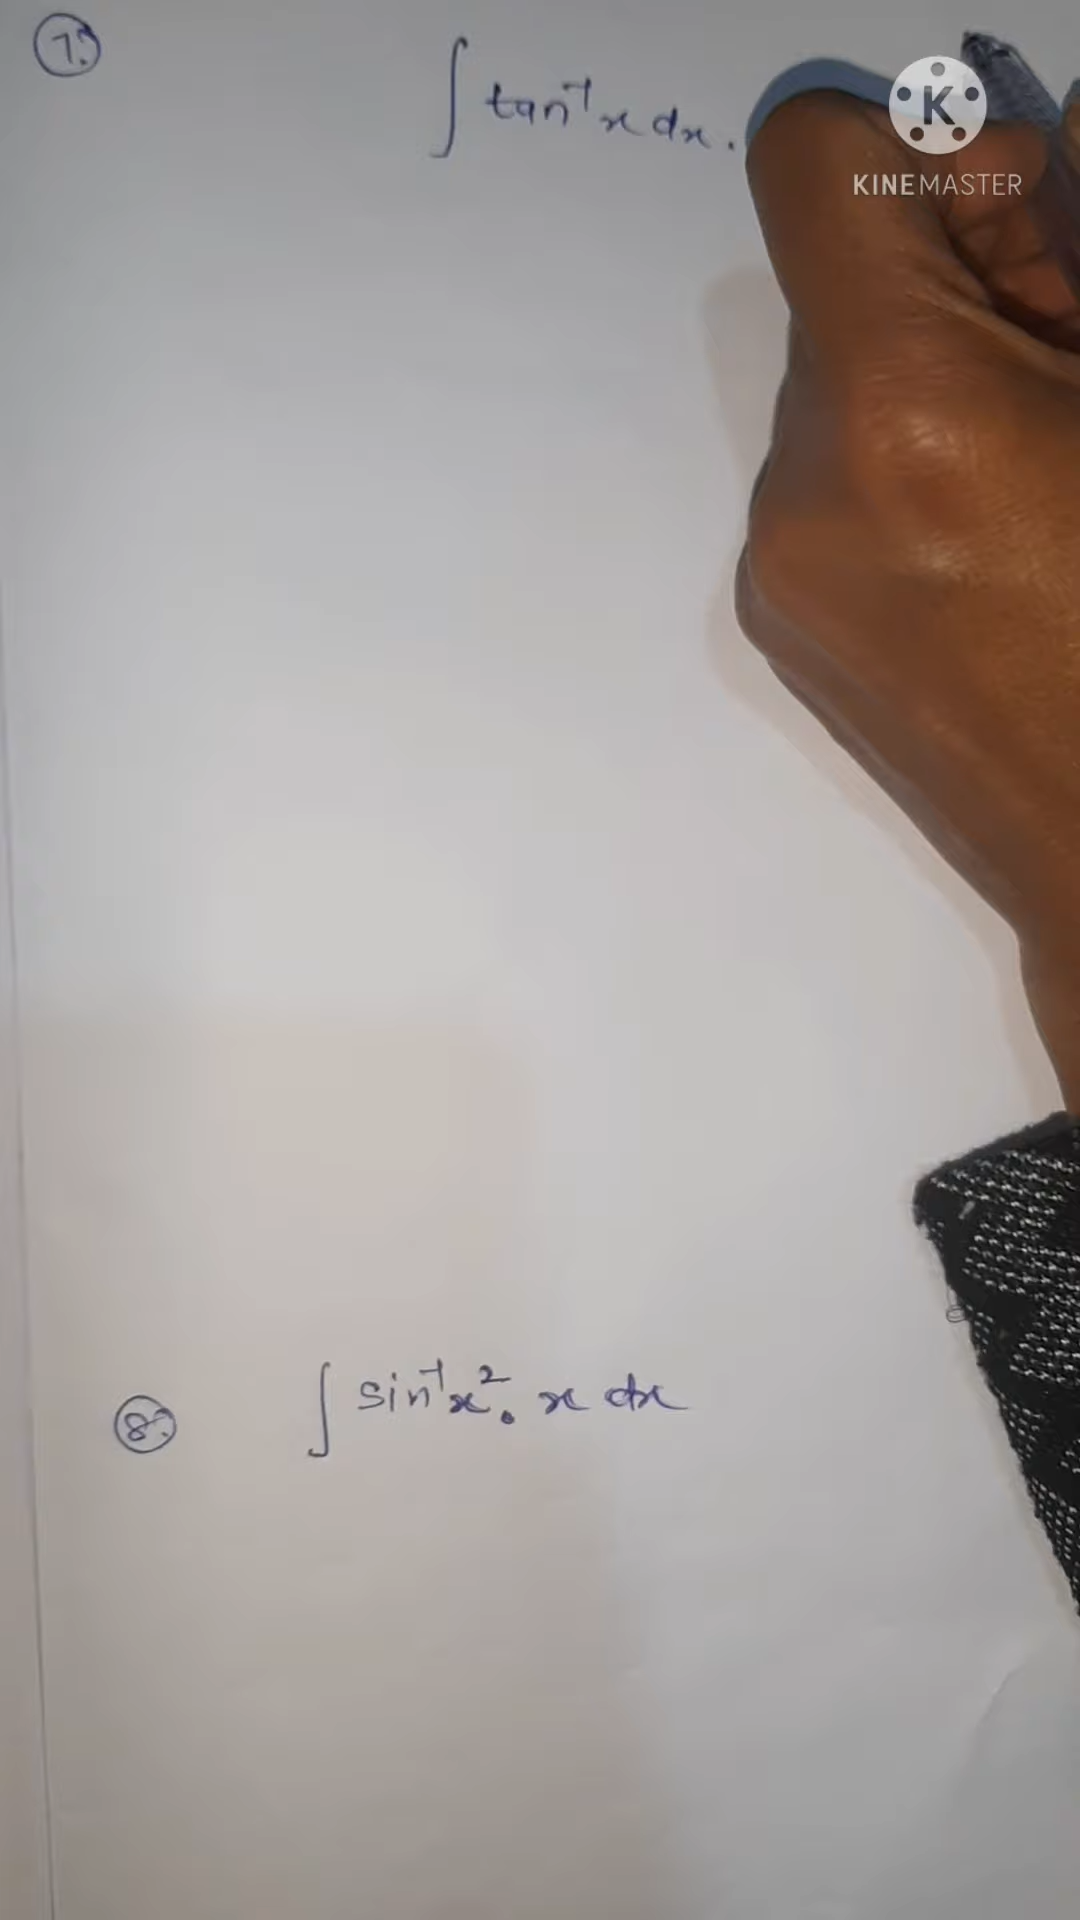 7.
∫ tan⁻¹x dx.
K
KINEMASTER
8.
∫ sin⁻¹x². x dx